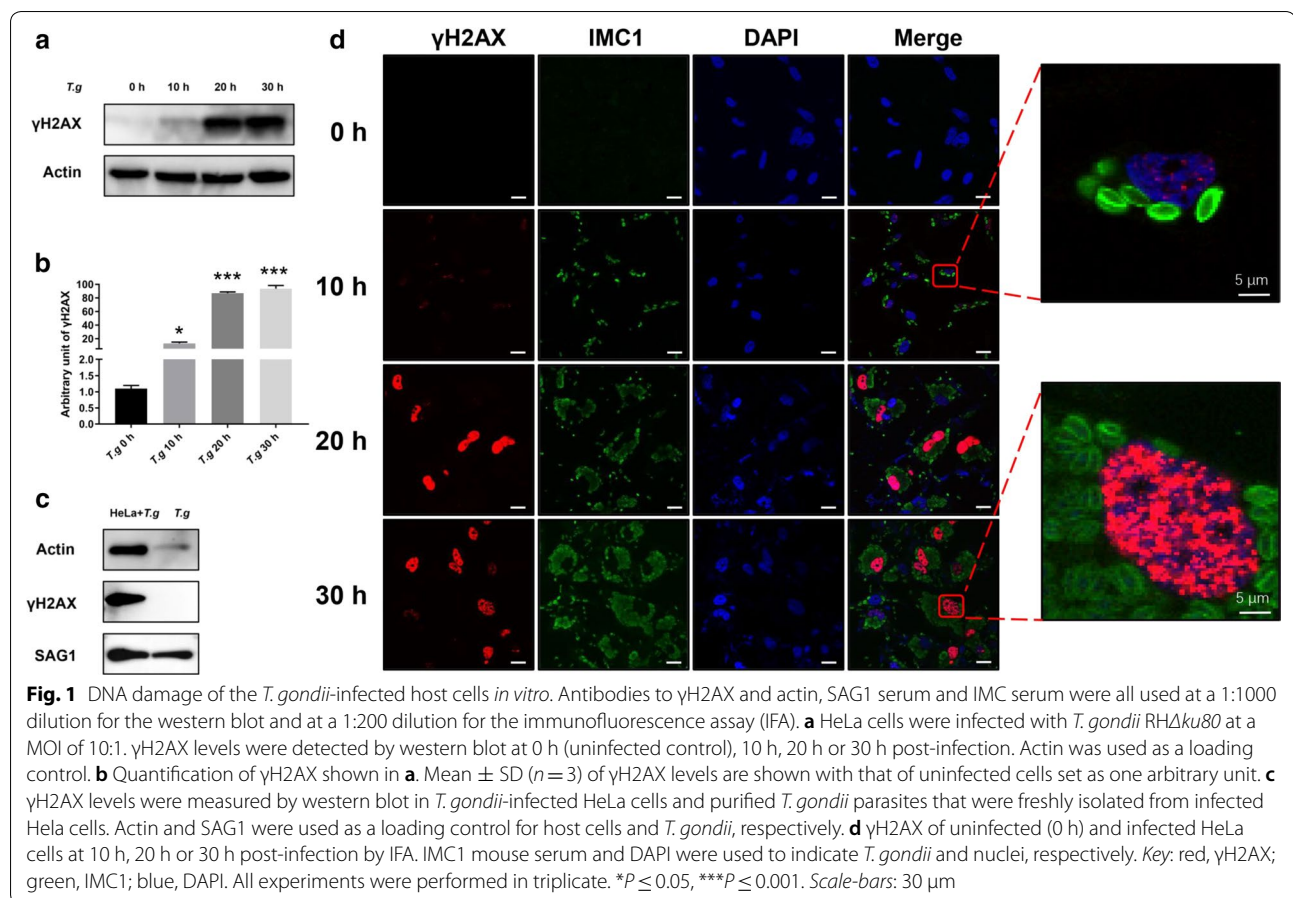 a
T.g 0 h 10 h 20 h 30 h
γH2AX
Actin
b
Arbitrary unit of γH2AX
100
80
60
40
20
2.0
1.5
1.0
0.5
0.0
*
***
***
T.g 0 h
T.g 10 h
T.g 20 h
T.g 30 h
c
HeLa+T.g T.g
Actin
γH2AX
SAG1
d
γH2AX IMC1 DAPI Merge
0 h
10 h
20 h
30 h
5 µm
5 µm
Fig. 1 DNA damage of the T. gondii-infected host cells in vitro. Antibodies to γH2AX and actin, SAG1 serum and IMC serum were all used at a 1:1000
dilution for the western blot and at a 1:200 dilution for the immunofluorescence assay (IFA). a HeLa cells were infected with T. gondii RHΔku80 at a
MOI of 10:1. γH2AX levels were detected by western blot at 0 h (uninfected control), 10 h, 20 h or 30 h post-infection. Actin was used as a loading
control. b Quantification of γH2AX shown in a. Mean ± SD (n = 3) of γH2AX levels are shown with that of uninfected cells set as one arbitrary unit. c
γH2AX levels were measured by western blot in T. gondii-infected HeLa cells and purified T. gondii parasites that were freshly isolated from infected
Hela cells. Actin and SAG1 were used as a loading control for host cells and T. gondii, respectively. d γH2AX of uninfected (0 h) and infected HeLa
cells at 10 h, 20 h or 30 h post-infection by IFA. IMC1 mouse serum and DAPI were used to indicate T. gondii and nuclei, respectively. Key: red, γH2AX;
green, IMC1; blue, DAPI. All experiments were performed in triplicate. *P ≤ 0.05, ***P ≤ 0.001. Scale-bars: 30 µm